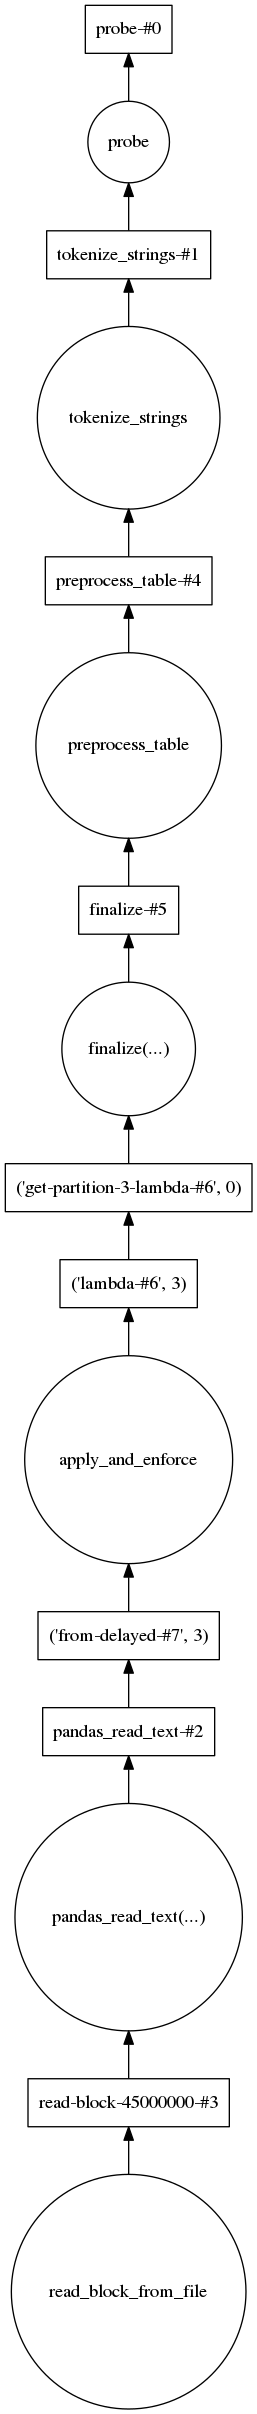 probe-#0
probe
tokenize_strings-#1
tokenize_strings
preprocess_table-#4
preprocess_table
finalize-#5
finalize(...)
('get-partition-3-lambda-#6', 0)
('lambda-#6', 3)
apply_and_enforce
('from-delayed-#7', 3)
pandas_read_text-#2
pandas_read_text(...)
read-block-45000000-#3
read_block_from_file